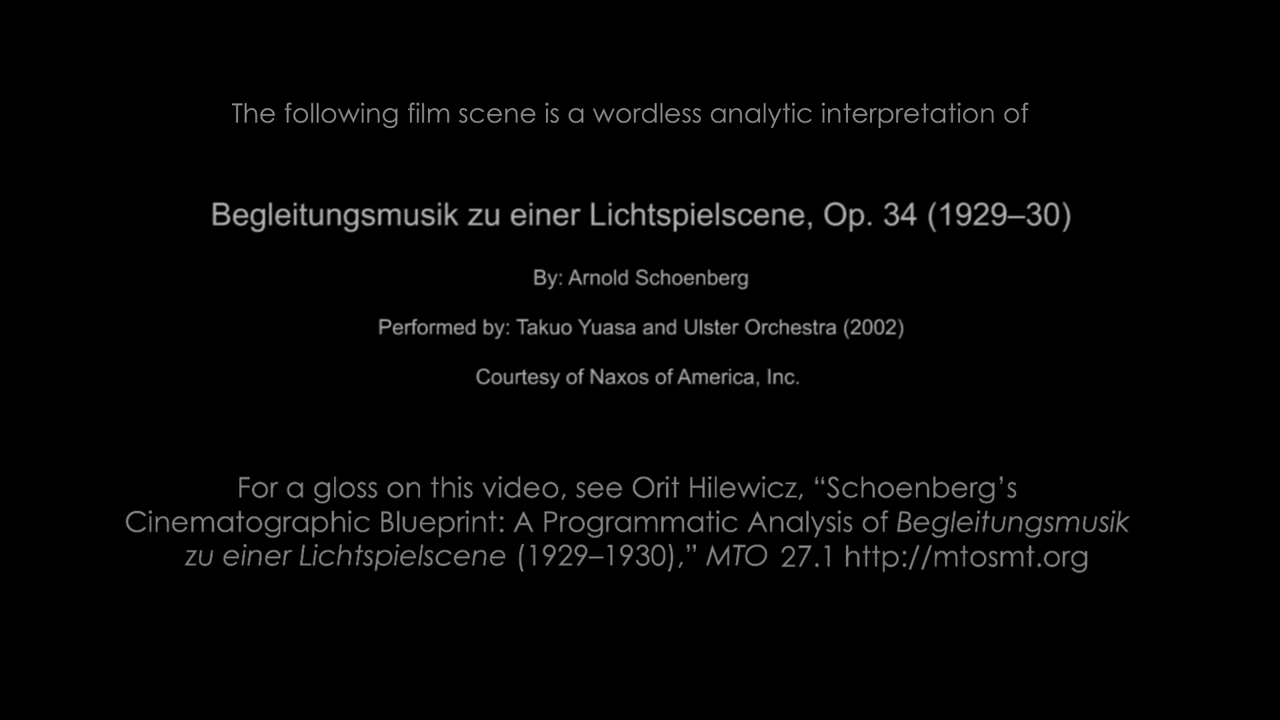 The following film scene is a wordless analytic interpretation of
Begleitungsmusik zu einer Lichtspielscene, Op. 34 (1929–30)
By: Arnold Schoenberg
Performed by: Takuo Yuasa and Ulster Orchestra (2002)
Courtesy of Naxos of America, Inc.
For a gloss on this video, see Orit Hilewicz, “Schoenberg’s
Cinematographic Blueprint: A Programmatic Analysis of Begleitungsmusik
zu einer Lichtspielscene (1929–1930),” MTO 27.1 http://mtosmt.org